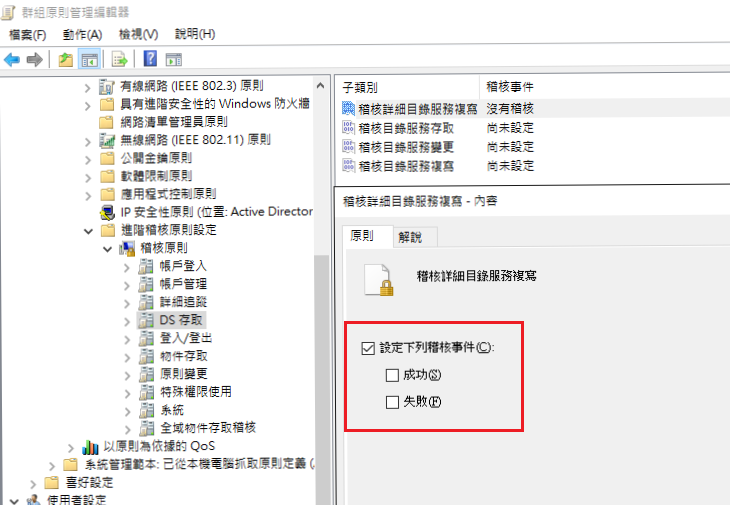 群組原則管理編輯器
檔案(F) 動作(A) 檢視(V) 說明(H)
有線網路 (IEEE 802.3) 原則
具有進階安全性的 Windows 防火牆
網路清單管理員原則
無線網路 (IEEE 802.11) 原則
公開金鑰原則
軟體限制原則
應用程式控制原則
IP 安全性原則 (位置: Active Director
進階稽核原則設定
稽核原則
帳戶登入
帳戶管理
詳細追蹤
DS 存取
登入/登出
物件存取
原則變更
特殊權限使用
系統
全域物件存取稽核
以原則為依據的 QoS
系統管理範本: 已從本機電腦抓取原則定義 (
喜好設定
使用者設定
子類別 稽核事件
稽核詳細目錄服務複寫 沒有稽核
稽核目錄服務存取 尚未設定
稽核目錄服務變更 尚未設定
稽核目錄服務複寫 尚未設定
稽核詳細目錄服務複寫 - 內容
原則 解說
稽核詳細目錄服務複寫
設定下列稽核事件(C):
成功(S)
失敗(F)